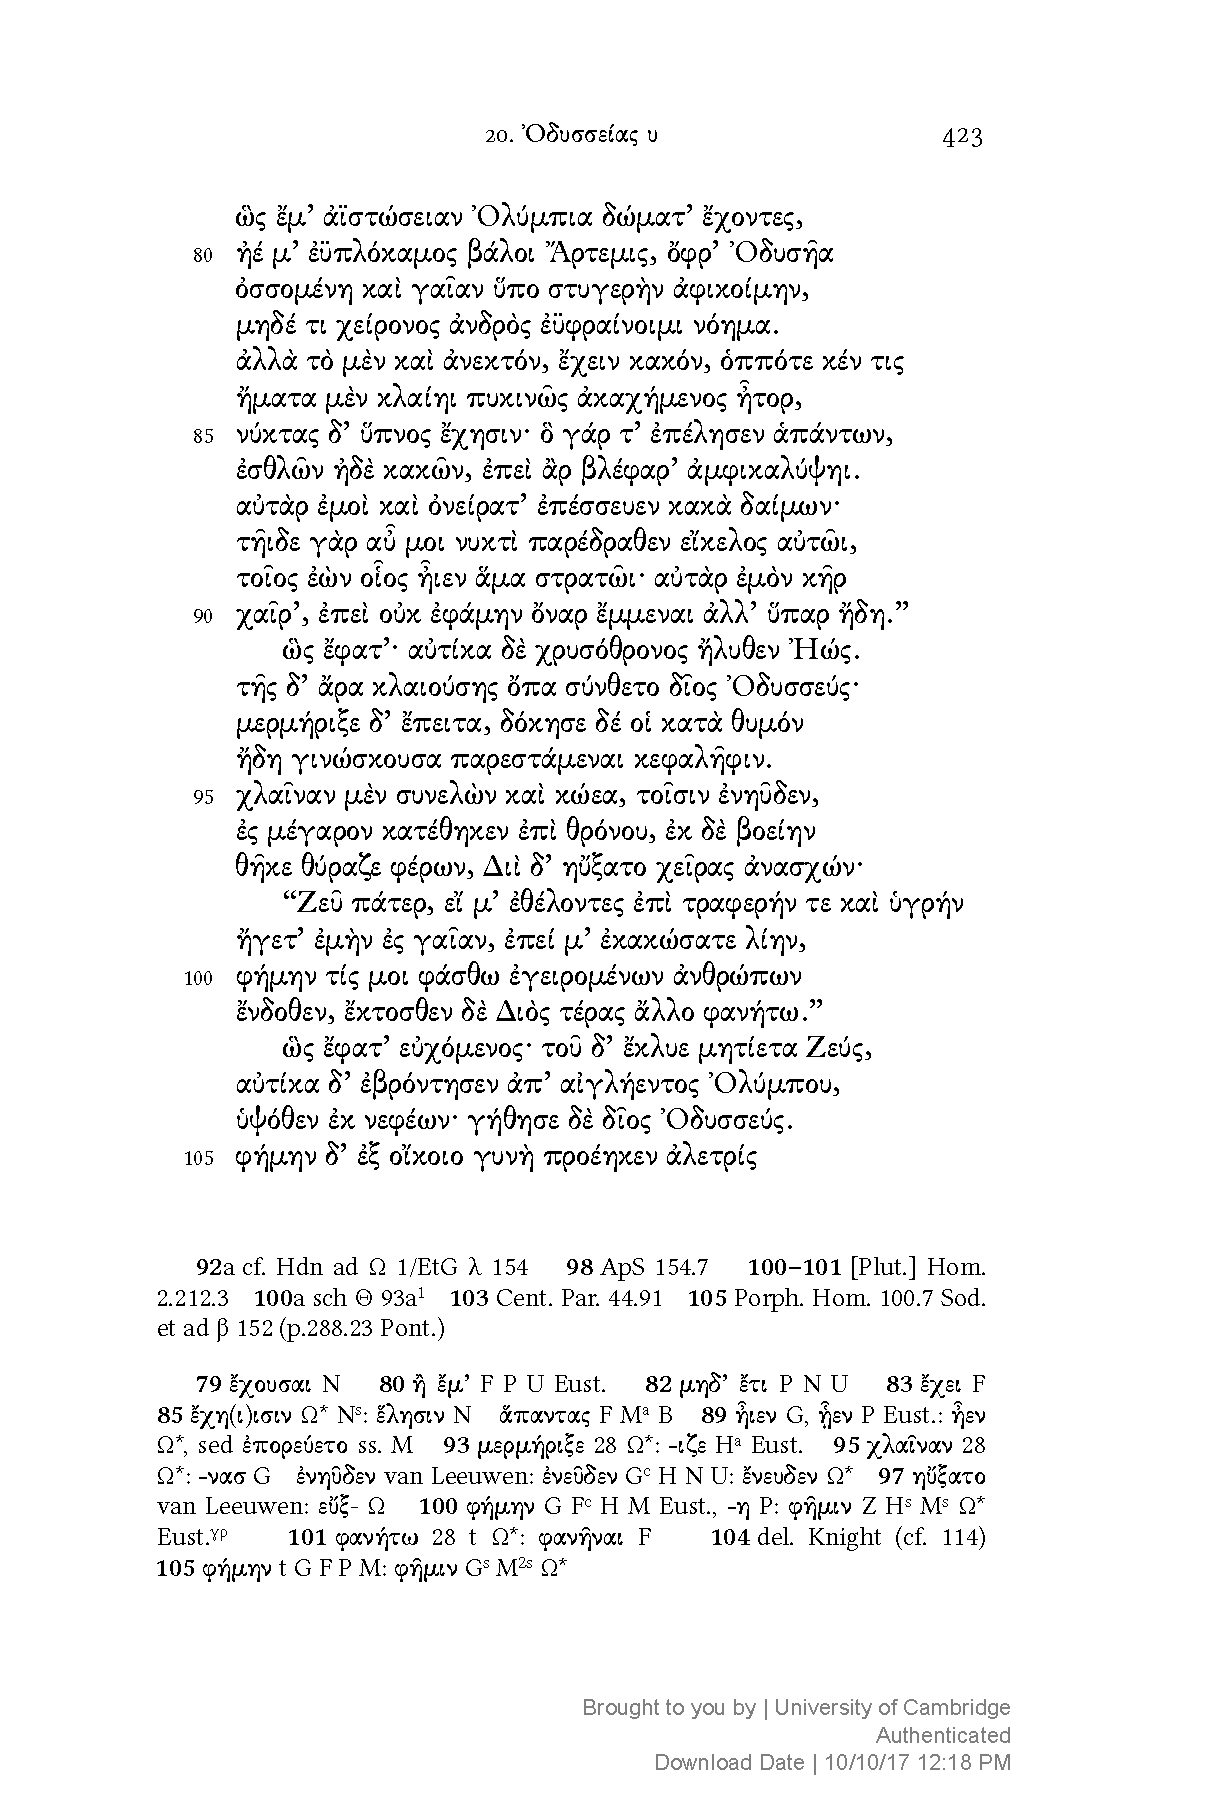 20. Ὀδυσσείας υ 423
ὣς ἔμ’ ἀϊστώσειαν Ὀλύμπια δώματ’ ἔχοντες,
80 ἠέ μ’ ἐϋπλόκαμος βάλοι Ἄρτεμις, ὄφρ’ Ὀδυσῆα
ὀσσομένη καὶ γαῖαν ὕπο στυγερὴν ἀφικοίμην,
μηδέ τι χείρονος ἀνδρὸς ἐϋφραίνοιμι νόημα.
ἀλλὰ τὸ μὲν καὶ ἀνεκτόν, ἔχειν κακόν, ὁππότε κέν τις
ἤματα μὲν κλαίηι πυκινῶς ἀκαχήμενος ἦτορ,
85 νύκτας δ’ ὕπνος ἔχησιν· ὃ γάρ τ’ ἐπέλησεν ἁπάντων,
ἐσθλῶν ἠδὲ κακῶν, ἐπεὶ ἂρ βλέφαρ’ ἀμφικαλύψηι.
αὐτὰρ ἐμοὶ καὶ ὀνείρατ’ ἐπέσσευεν κακὰ δαίμων·
τῆιδε γὰρ αὖ μοι νυκτὶ παρέδραθεν εἴκελος αὐτῶι,
τοῖος ἐὼν οἷος ἦιεν ἅμα στρατῶι· αὐτὰρ ἐμὸν κῆρ
90 χαῖρ’, ἐπεὶ οὐκ ἐφάμην ὄναρ ἔμμεναι ἀλλ’ ὕπαρ ἤδη.”
ὣς ἔφατ’· αὐτίκα δὲ χρυσόθρονος ἤλυθεν Ἠώς.
τῆς δ’ ἄρα κλαιούσης ὄπα σύνθετο δῖος Ὀδυσσεύς·
μερμήριξε δ’ ἔπειτα, δόκησε δέ οἱ κατὰ θυμόν
ἤδη γινώσκουσα παρεστάμεναι κεφαλῆφιν.
95 χλαῖναν μὲν συνελὼν καὶ κώεα, τοῖσιν ἐνηῦδεν,
ἐς μέγαρον κατέθηκεν ἐπὶ θρόνου, ἐκ δὲ βοείην
θῆκε θύραζε φέρων, Διὶ δ’ ηὔξατο χεῖρας ἀνασχών·
“Ζεῦ πάτερ, εἴ μ’ ἐθέλοντες ἐπὶ τραφερήν τε καὶ ὑγρήν
ἤγετ’ ἐμὴν ἐς γαῖαν, ἐπεί μ’ ἐκακώσατε λίην,
100 φήμην τίς μοι φάσθω ἐγειρομένων ἀνθρώπων
ἔνδοθεν, ἔκτοσθεν δὲ Διὸς τέρας ἄλλο φανήτω.”
ὣς ἔφατ’ εὐχόμενος· τοῦ δ’ ἔκλυε μητίετα Ζεύς,
αὐτίκα δ’ ἐβρόντησεν ἀπ’ αἰγλήεντος Ὀλύμπου,
ὑψόθεν ἐκ νεφέων· γήθησε δὲ δῖος Ὀδυσσεύς.
105 φήμην δ’ ἐξ οἴκοιο γυνὴ προέηκεν ἀλετρίς
92a cf. Hdn ad Ω 1/EtG λ 154 98 ApS 154.7 100–101 [Plut.] Hom.
2.212.3 100a sch Θ 93a¹ 103 Cent. Par. 44.91 105 Porph. Hom. 100.7 Sod.
et ad β 152 (p.288.23 Pont.)
79 ἔχουσαι N 80 ἢ ἔμ’ F P U Eust. 82 μηδ’ ἔτι P N U 83 ἔχει F
85 ἔχη(ι)ισιν Ω* Nˢ: ἕλησιν N ἅπαντας F Mᵃ B 89 ἦιεν G, ᾖεν P Eust.: ἦεν
Ω*, sed ἐπορεύετο ss. M 93 μερμήριξε 28 Ω*: -ιζε Hᵃ Eust. 95 χλαῖναν 28
Ω*: -νασ G ἐνηῦδεν van Leeuwen: ἐνεῦδεν Gᶜ H N U: ἔνευδεν Ω* 97 ηὔξατο
van Leeuwen: εὔξ- Ω 100 φήμην G Fᶜ H M Eust., -η P: φῆμιν Z Hˢ Mˢ Ω*
Eust.ᵞᵖ 101 φανήτω 28 t Ω*: φανῆναι F 104 del. Knight (cf. 114)
105 φήμην t G F P M: φῆμιν Gˢ M²ˢ Ω*
Brought to you by | University of Cambridge
Authenticated
Download Date | 10/10/17 12:18 PM